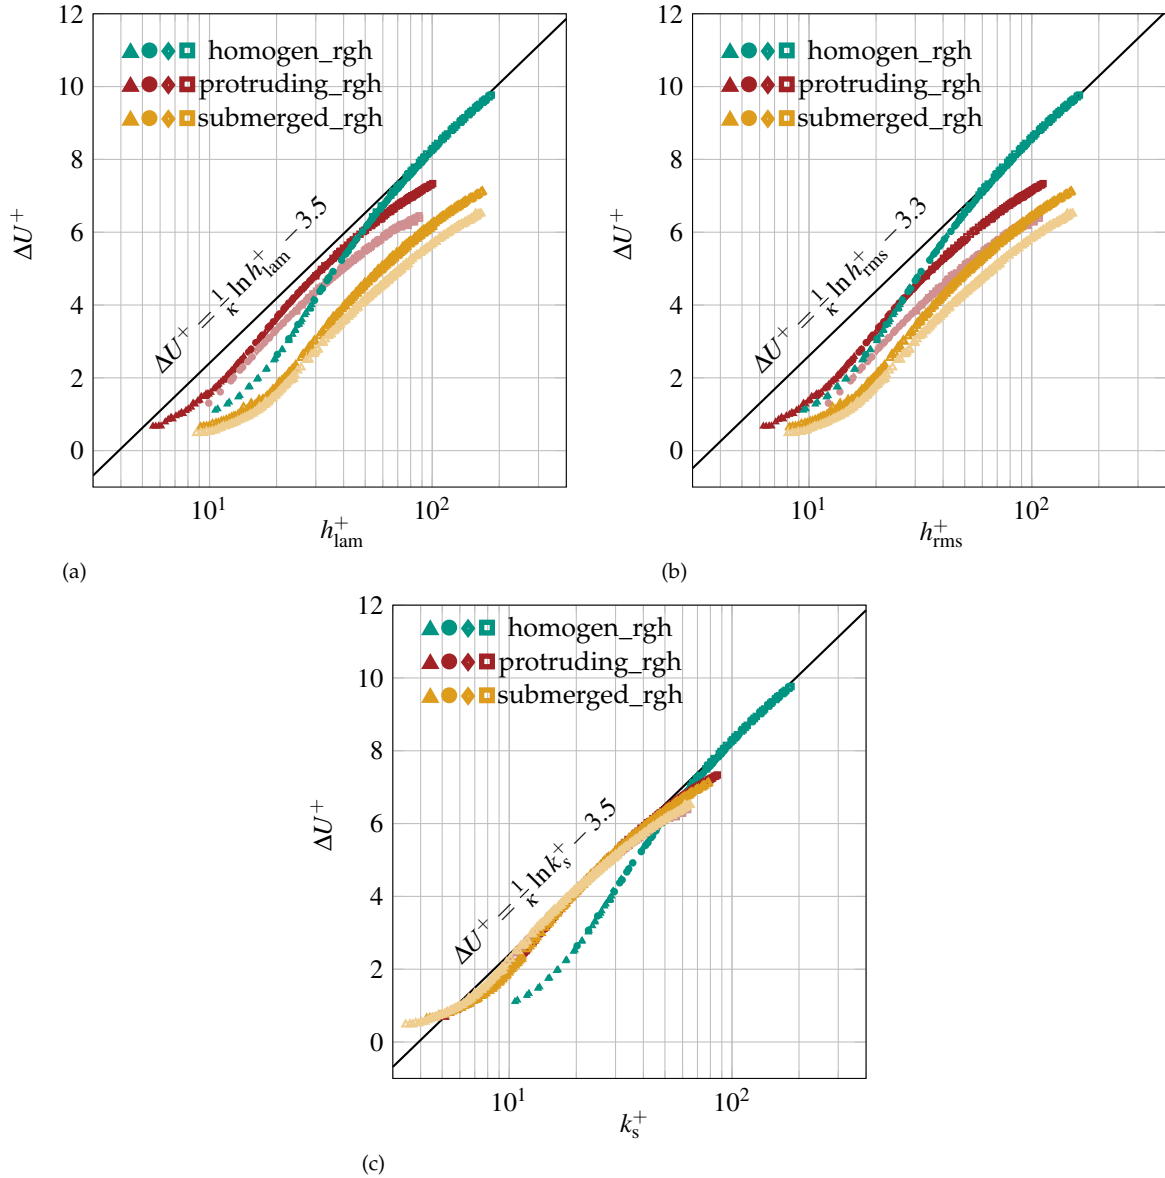 12
10
8
6
4
2
0
ΔU⁺
homogen_rgh
protruding_rgh
submerged_rgh
ΔU⁺ = 1/κ ln h⁺lam − 3.5
10¹ 10²
h⁺lam
(a)
12
10
8
6
4
2
0
ΔU⁺
homogen_rgh
protruding_rgh
submerged_rgh
ΔU⁺ = 1/κ ln h⁺rms − 3.3
10¹ 10²
h⁺rms
(b)
12
10
8
6
4
2
0
ΔU⁺
homogen_rgh
protruding_rgh
submerged_rgh
ΔU⁺ = 1/κ ln k⁺s − 3.5
10¹ 10²
k⁺s
(c)